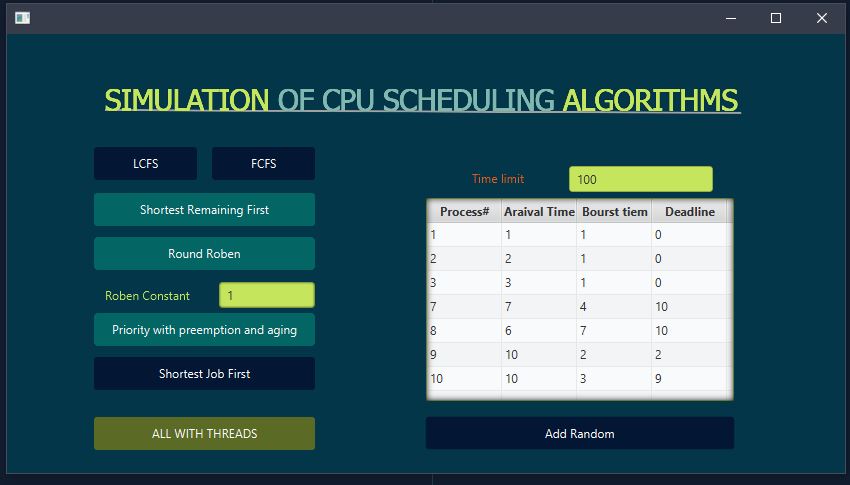 SIMULATION OF CPU SCHEDULING ALGORITHMS
LCFS FCFS
Shortest Remaining First
Round Roben
Roben Constant 1
Priority with preemption and aging
Shortest Job First
ALL WITH THREADS
Time limit 100
Process# Araival Time Bourst tiem Deadline
1 1 1 0
2 2 1 0
3 3 1 0
7 7 4 10
8 6 7 10
9 10 2 2
10 10 3 9
Add Random